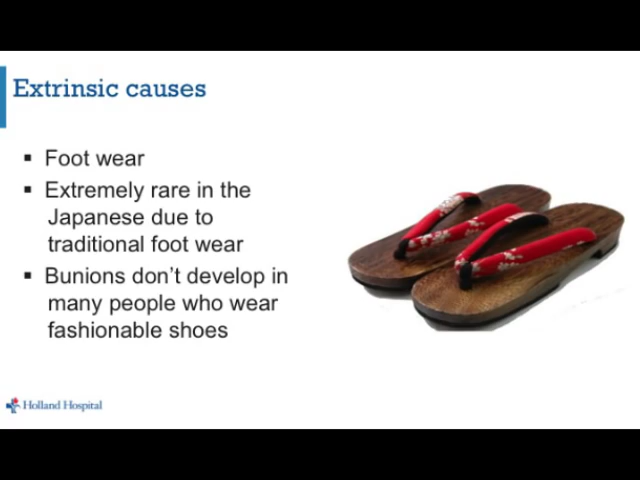 Extrinsic causes
▪ Foot wear
▪ Extremely rare in the
Japanese due to
traditional foot wear
▪ Bunions don't develop in
many people who wear
fashionable shoes
Holland Hospital